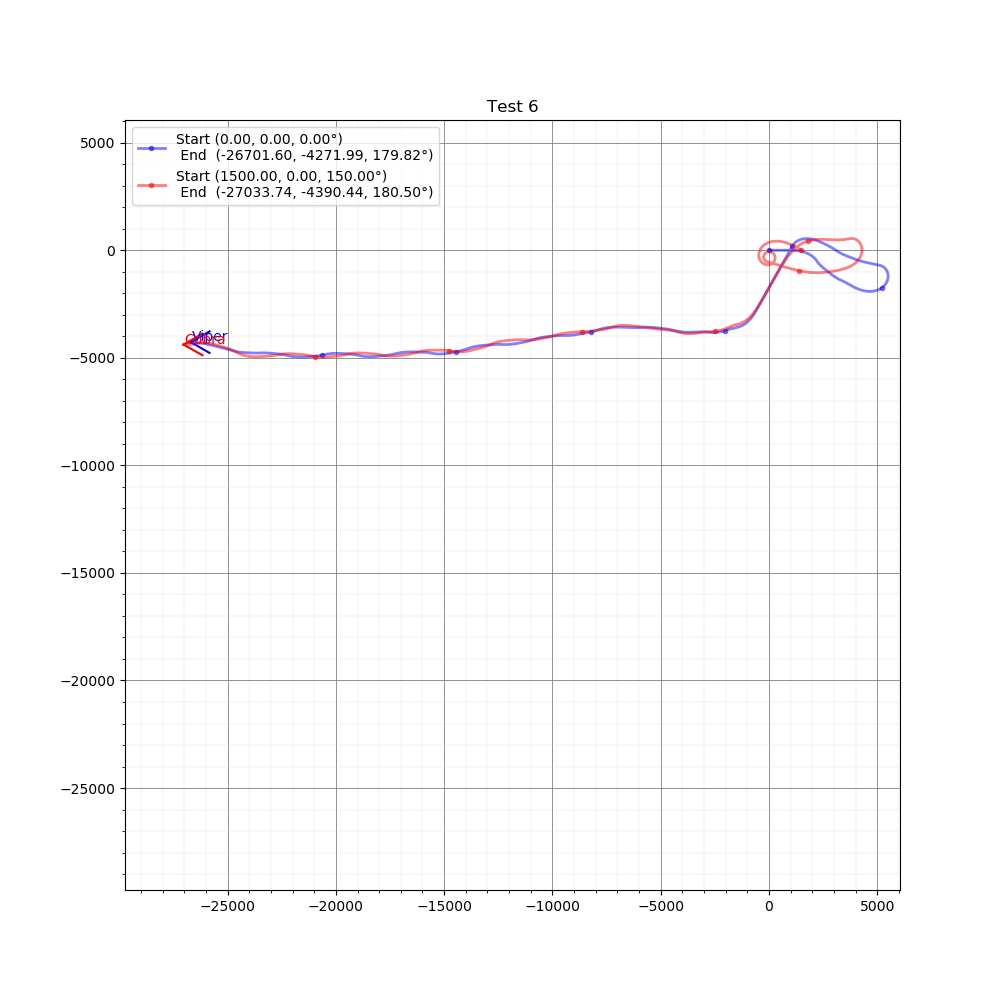 Test 6
Start (0.00, 0.00, 0.00°)
End (-26701.60, -4271.99, 179.82°)
Start (1500.00, 0.00, 150.00°)
End (-27033.74, -4390.44, 180.50°)
5000
0
−5000
−10000
−15000
−20000
−25000
Viper
−25000 −20000 −15000 −10000 −5000 0 5000